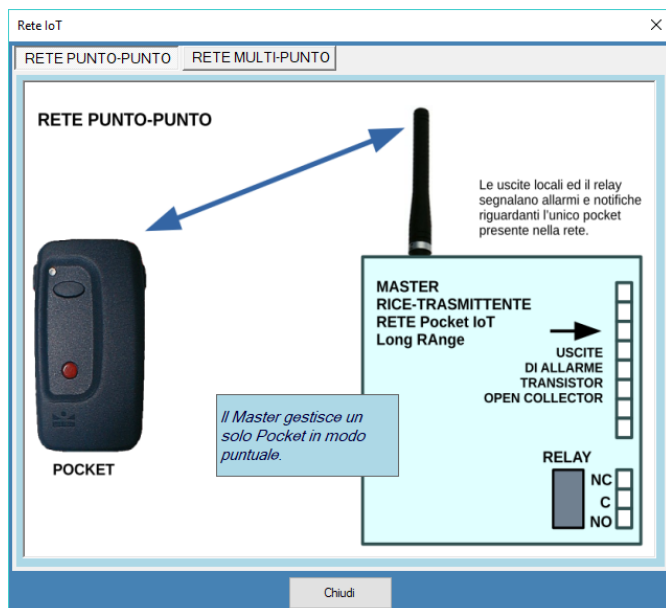 Rete IoT
RETE PUNTO-PUNTO
RETE MULTI-PUNTO
RETE PUNTO-PUNTO
Le uscite locali ed il relay
segnalano allarmi e notifiche
riguardanti l'unico pocket
presente nella rete.
MASTER
RICE-TRASMITTENTE
RETE Pocket IoT
Long RAnge
USCITE
DI ALLARME
TRANSISTOR
OPEN COLLECTOR
Il Master gestisce un
solo Pocket in modo
puntuale.
POCKET
RELAY
NC
C
NO
Chiudi